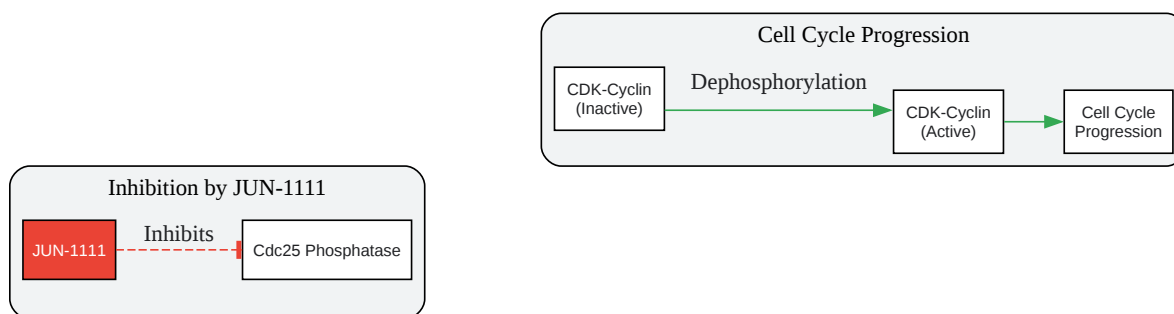 Cell Cycle Progression
CDK-Cyclin
(Inactive)
Dephosphorylation
CDK-Cyclin
(Active)
Cell Cycle
Progression
Inhibition by JUN-1111
JUN-1111
Inhibits
Cdc25 Phosphatase